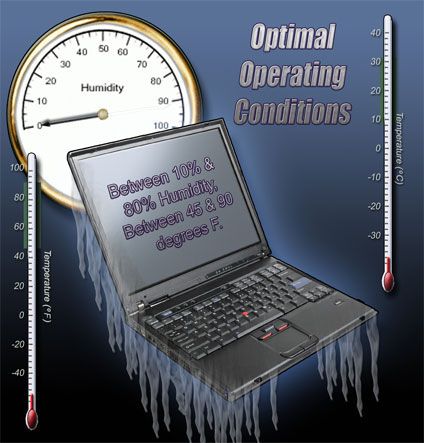 Optimal
Operating
Conditions
0 10 20 30 40 50 60 70 80 90 100
Humidity
40
30
20
10
0
-10
-20
-30
Temperature (°C)
Between 10% &
80% Humidity;
Between 45 & 90
degrees F.
100
80
60
40
20
0
-20
-40
Temperature (°F)